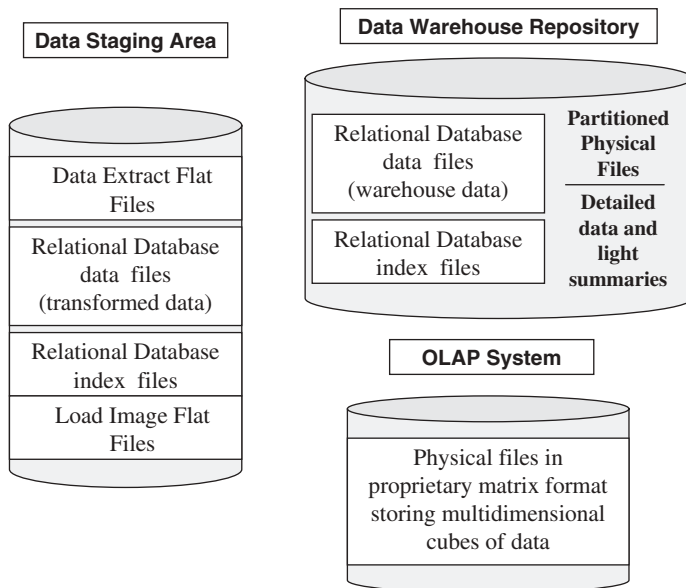 Data Staging Area
Data Extract Flat
Files
Relational Database
data files
(transformed data)
Relational Database
index files
Load Image Flat
Files
Data Warehouse Repository
Relational Database
data files
(warehouse data)
Relational Database
index files
Partitioned
Physical
Files
Detailed
data and
light
summaries
OLAP System
Physical files in
proprietary matrix format
storing multidimensional
cubes of data